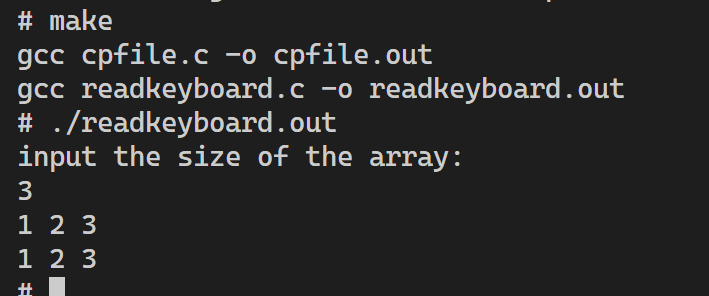 # make
gcc cpfile.c -o cpfile.out
gcc readkeyboard.c -o readkeyboard.out
# ./readkeyboard.out
input the size of the array:
3
1 2 3
1 2 3
#